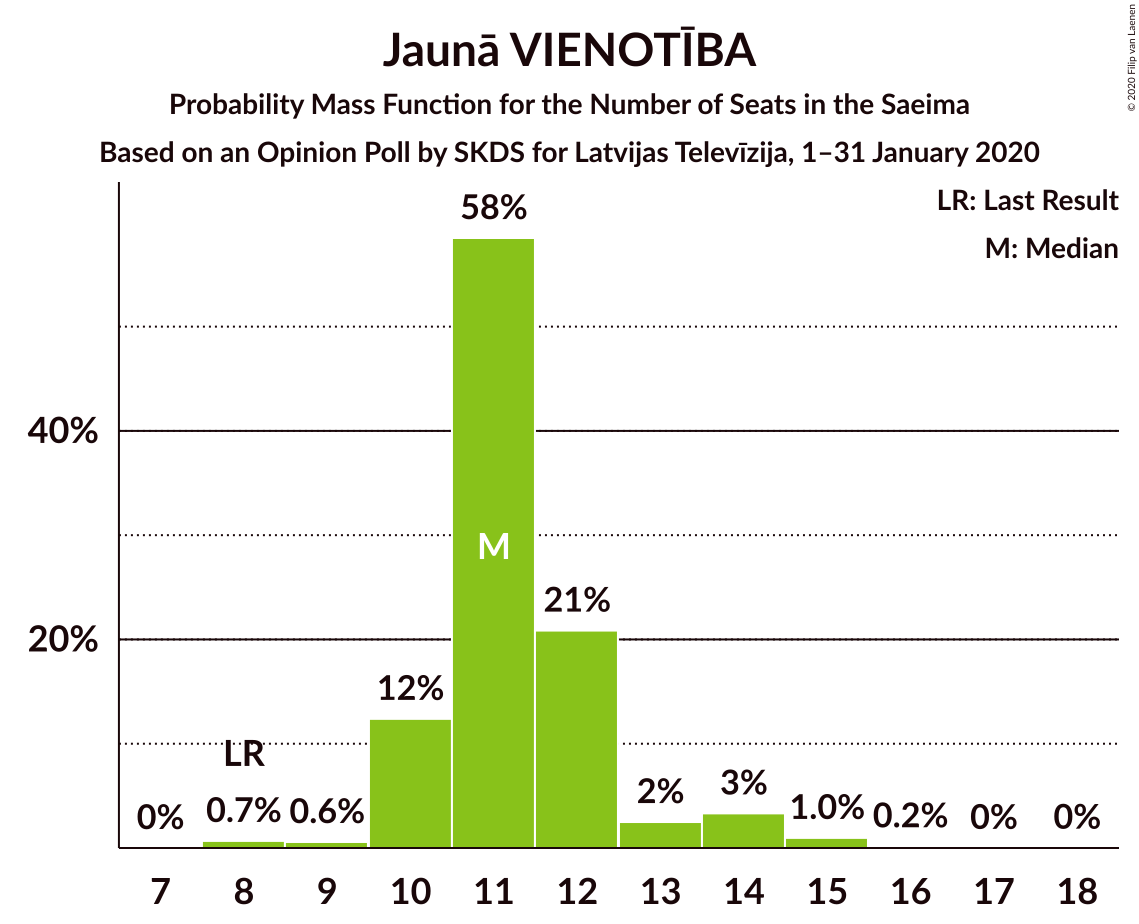 Jaunā VIENOTĪBA
Probability Mass Function for the Number of Seats in the Saeima
Based on an Opinion Poll by SKDS for Latvijas Televīzija, 1–31 January 2020
© 2020 Filip van Laenen
LR: Last Result
M: Median
58%
40%
M
21%
20%
12%
LR
0%
0.7%
0.6%
2%
3%
1.0%
0.2%
0%
0%
7 8 9 10 11 12 13 14 15 16 17 18